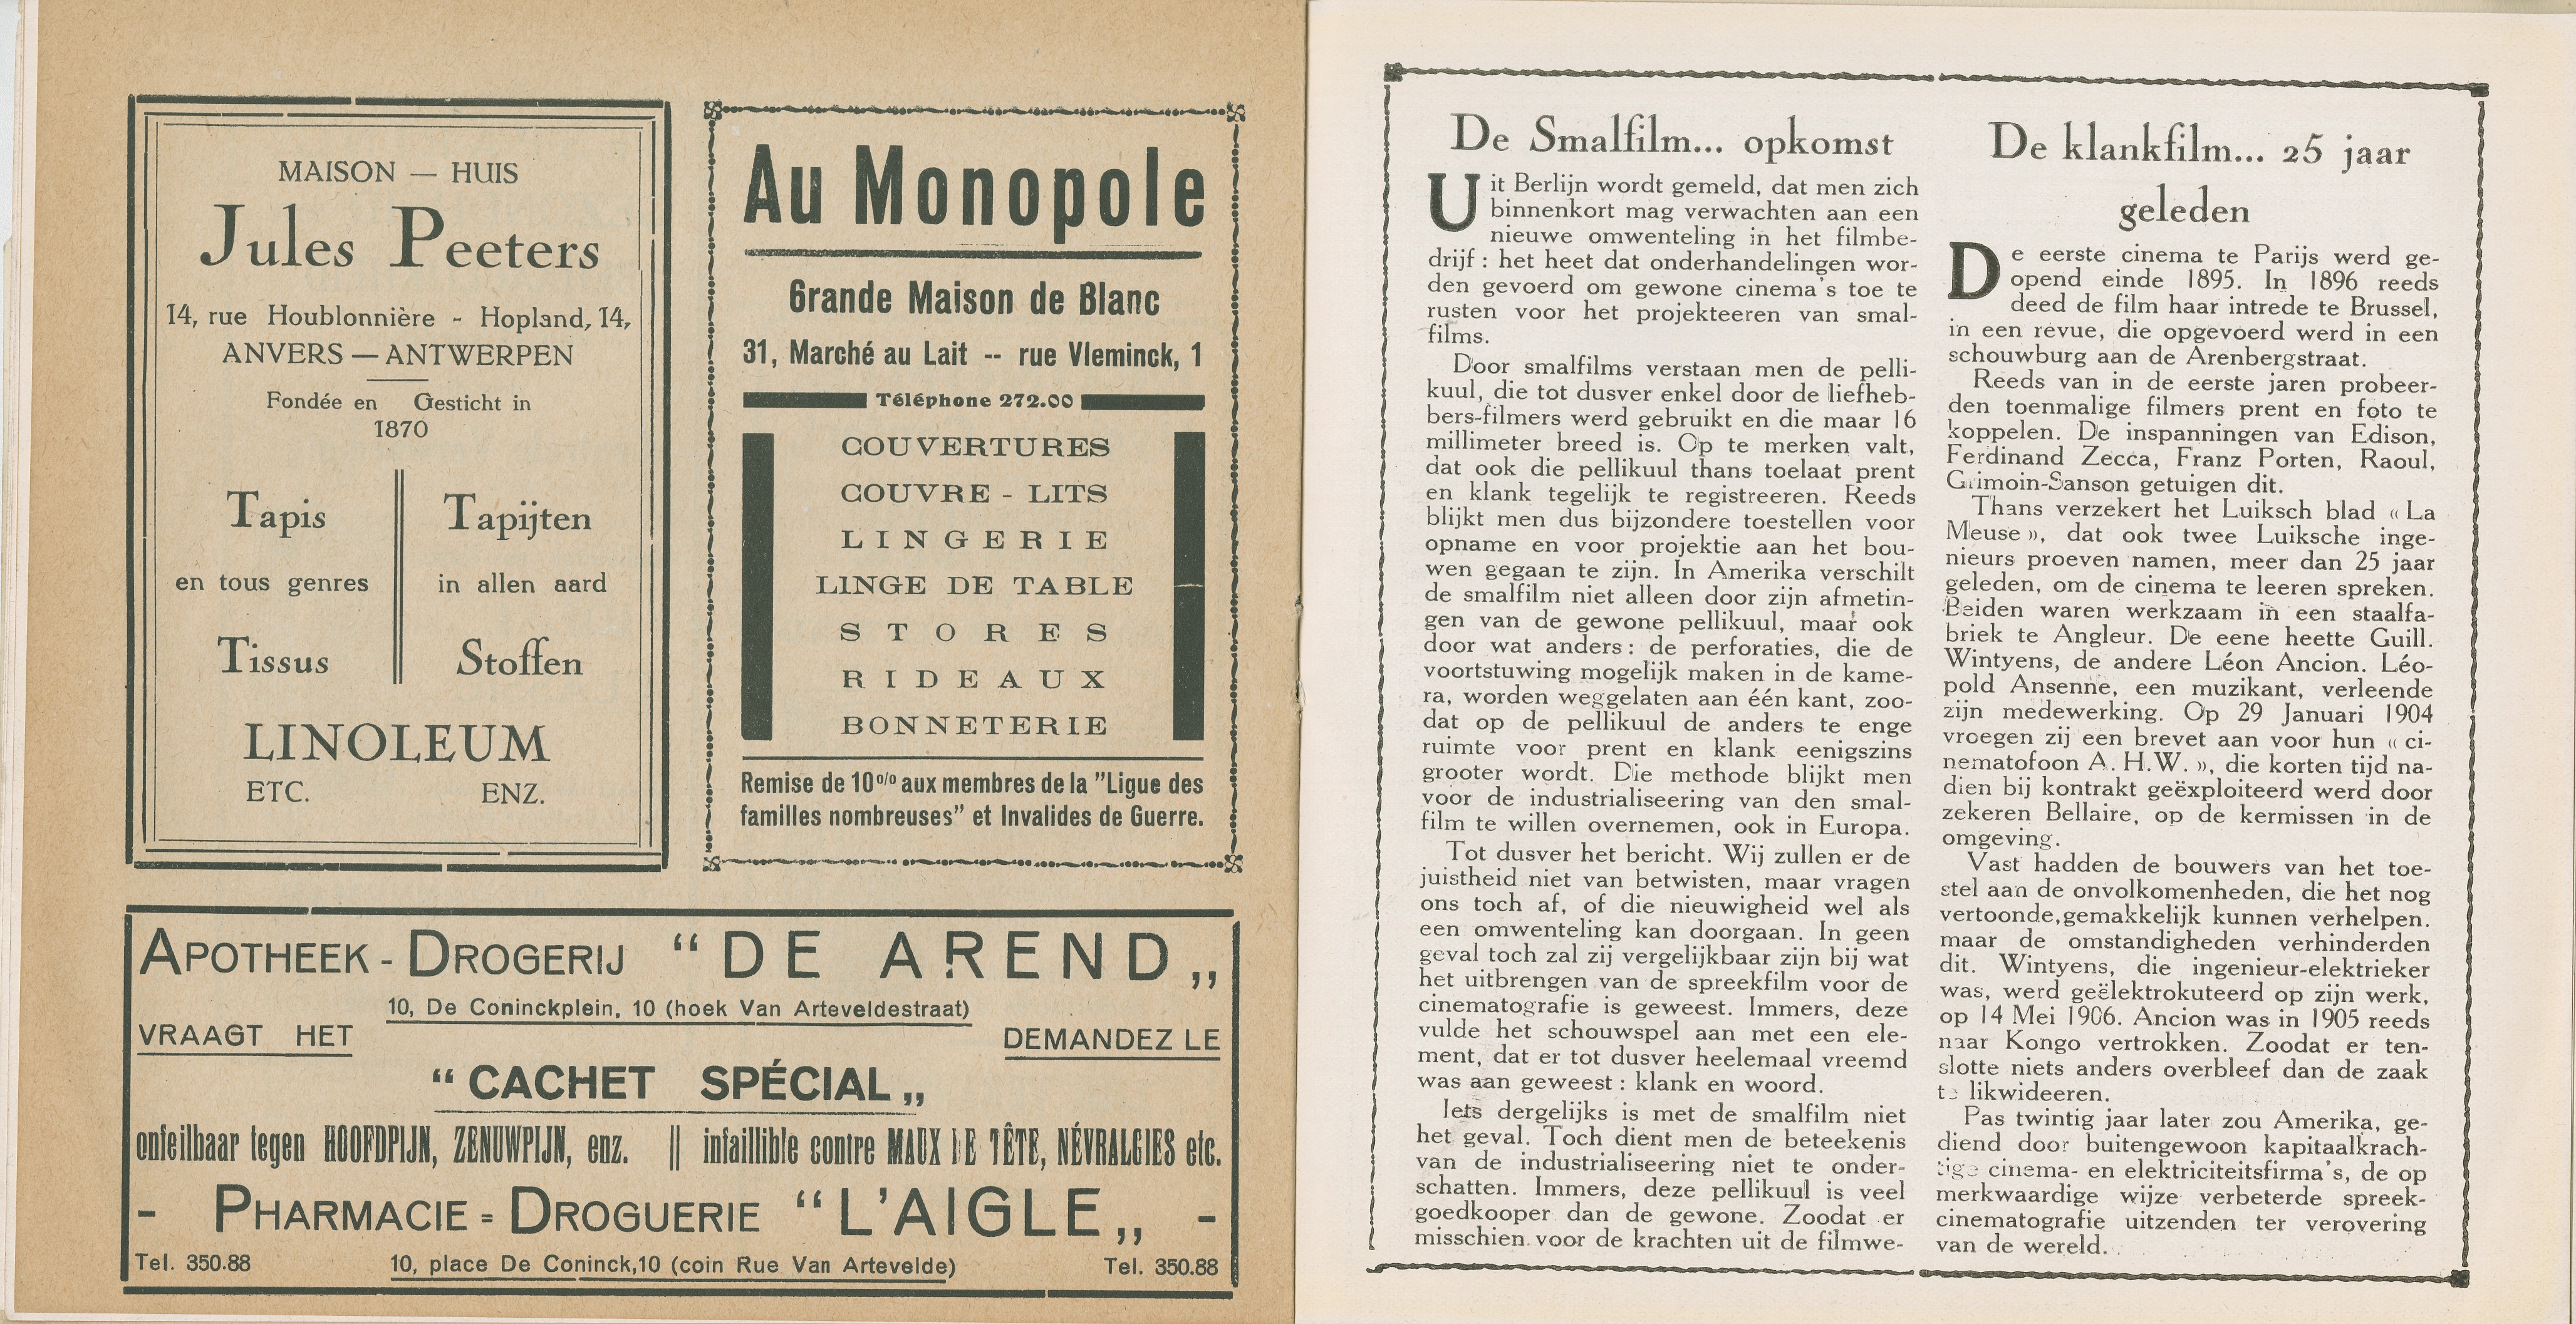 MAISON — HUIS
Jules Peeters
14, rue Houblonnière - Hopland, 14,
ANVERS — ANTWERPEN
Fondée en Gesticht in
1870
Tapis
en tous genres
Tissus
Tapijten
in allen aard
Stoffen
LINOLEUM
ETC. ENZ.
Au Monopole
Grande Maison de Blanc
31, Marché au Lait -- rue Vleminck, 1
Téléphone 272.00
COUVERTURES
COUVRE - LITS
LINGERIE
LINGE DE TABLE
STORES
RIDEAUX
BONNETERIE
Remise de 10% aux membres de la "Ligue des
familles nombreuses" et Invalides de Guerre.
APOTHEEK - DROGERIJ “ DE AREND „
10, De Coninckplein, 10 (hoek Van Arteveldestraat)
VRAAGT HET DEMANDEZ LE
“ CACHET SPÉCIAL „
onfeilbaar tegen HOOFDPIJN, ZENUWPIJN, enz. || infaillible contre MAUX DE TÊTE, NÉVRALGIES etc.
- PHARMACIE = DROGUERIE “ L'AIGLE „ -
Tel. 350.88 10, place De Coninck,10 (coin Rue Van Artevelde) Tel. 350.88
De Smalfilm... opkomst
Uit Berlijn wordt gemeld, dat men zich
binnenkort mag verwachten aan een
nieuwe omwenteling in het filmbe-
drijf : het heet dat onderhandelingen wor-
den gevoerd om gewone cinema's toe te
rusten voor het projekteeren van smal-
films.
Door smalfilms verstaan men de pelli-
kuul, die tot dusver enkel door de liefheb-
bers-filmers werd gebruikt en die maar 16
millimeter breed is. Op te merken valt,
dat ook die pellikuul thans toelaat prent
en klank tegelijk te registreeren. Reeds
blijkt men dus bijzondere toestellen voor
opname en voor projektie aan het bou-
wen gegaan te zijn. In Amerika verschilt
de smalfilm niet alleen door zijn afmetin-
gen van de gewone pellikuul, maar ook
door wat anders : de perforaties, die de
voortstuwing mogelijk maken in de kame-
ra, worden weggelaten aan één kant, zoo-
dat op de pellikuul de anders te enge
ruimte voor prent en klank eenigszins
grooter wordt. Die methode blijkt men
voor de industrialiseering van den smal-
film te willen overnemen, ook in Europa.
Tot dusver het bericht. Wij zullen er de
juistheid niet van betwisten, maar vragen
ons toch af, of die nieuwigheid wel als
een omwenteling kan doorgaan. In geen
geval toch zal zij vergelijkbaar zijn bij wat
het uitbrengen van de spreekfilm voor de
cinematografie is geweest. Immers, deze
vulde het schouwspel aan met een ele-
ment, dat er tot dusver heelemaal vreemd
was aan geweest : klank en woord.
Iets dergelijks is met de smalfilm niet
het geval. Toch dient men de beteekenis
van de industrialiseering niet te onder-
schatten. Immers, deze pellikuul is veel
goedkooper dan de gewone. Zoodat er
misschien voor de krachten uit de filmwe-
De klankfilm... 25 jaar
geleden
De eerste cinema te Parijs werd ge-
opend einde 1895. In 1896 reeds
deed de film haar intrede te Brussel,
in een revue, die opgevoerd werd in een
schouwburg aan de Arenbergstraat.
Reeds van in de eerste jaren probeer-
den toenmalige filmers prent en foto te
koppelen. De inspanningen van Edison,
Ferdinand Zecca, Franz Porten, Raoul,
Grimoin-Sanson getuigen dit.
Thans verzekert het Luiksch blad « La
Meuse », dat ook twee Luiksche inge-
nieurs proeven namen, meer dan 25 jaar
geleden, om de cinema te leeren spreken.
Beiden waren werkzaam in een staalfa-
briek te Angleur. De eene heette Guill.
Wintyens, de andere Léon Ancion. Léo-
pold Ansenne, een muzikant, verleende
zijn medewerking. Op 29 Januari 1904
vroegen zij een brevet aan voor hun « ci-
nematofoon A. H.W. », die korten tijd na-
dien bij kontrakt geëxploiteerd werd door
zekeren Bellaire, op de kermissen in de
omgeving.
Vast hadden de bouwers van het toe-
stel aan de onvolkomenheden, die het nog
vertoonde,gemakkelijk kunnen verhelpen.
maar de omstandigheden verhinderden
dit. Wintyens, die ingenieur-elektrieker
was, werd geëlektrokuteerd op zijn werk,
op 14 Mei 1906. Ancion was in 1905 reeds
naar Kongo vertrokken. Zoodat er ten-
slotte niets anders overbleef dan de zaak
te likwideeren.
Pas twintig jaar later zou Amerika, ge-
diend door buitengewoon kapitaalkrach-
tige cinema- en elektriciteitsfirma's, de op
merkwaardige wijze verbeterde spreek-
cinematografie uitzenden ter verovering
van de wereld.